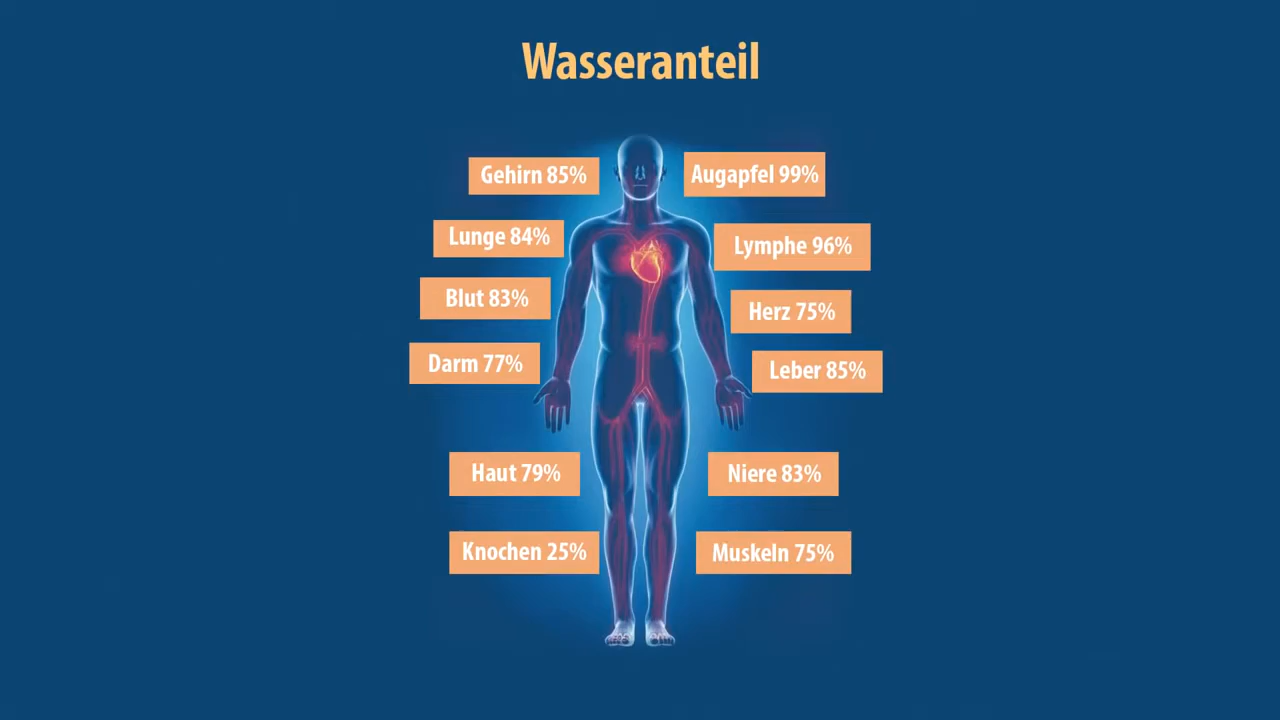 Wasseranteil
Gehirn 85%
Augapfel 99%
Lunge 84%
Lymphe 96%
Blut 83%
Herz 75%
Darm 77%
Leber 85%
Haut 79%
Niere 83%
Knochen 25%
Muskeln 75%